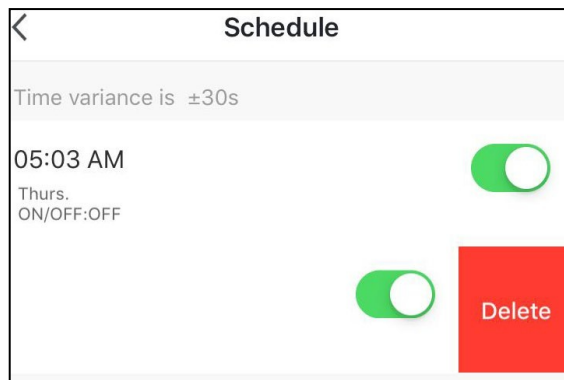 Schedule
Time variance is ±30s
05:03 AM
Thurs.
ON/OFF:OFF
Delete